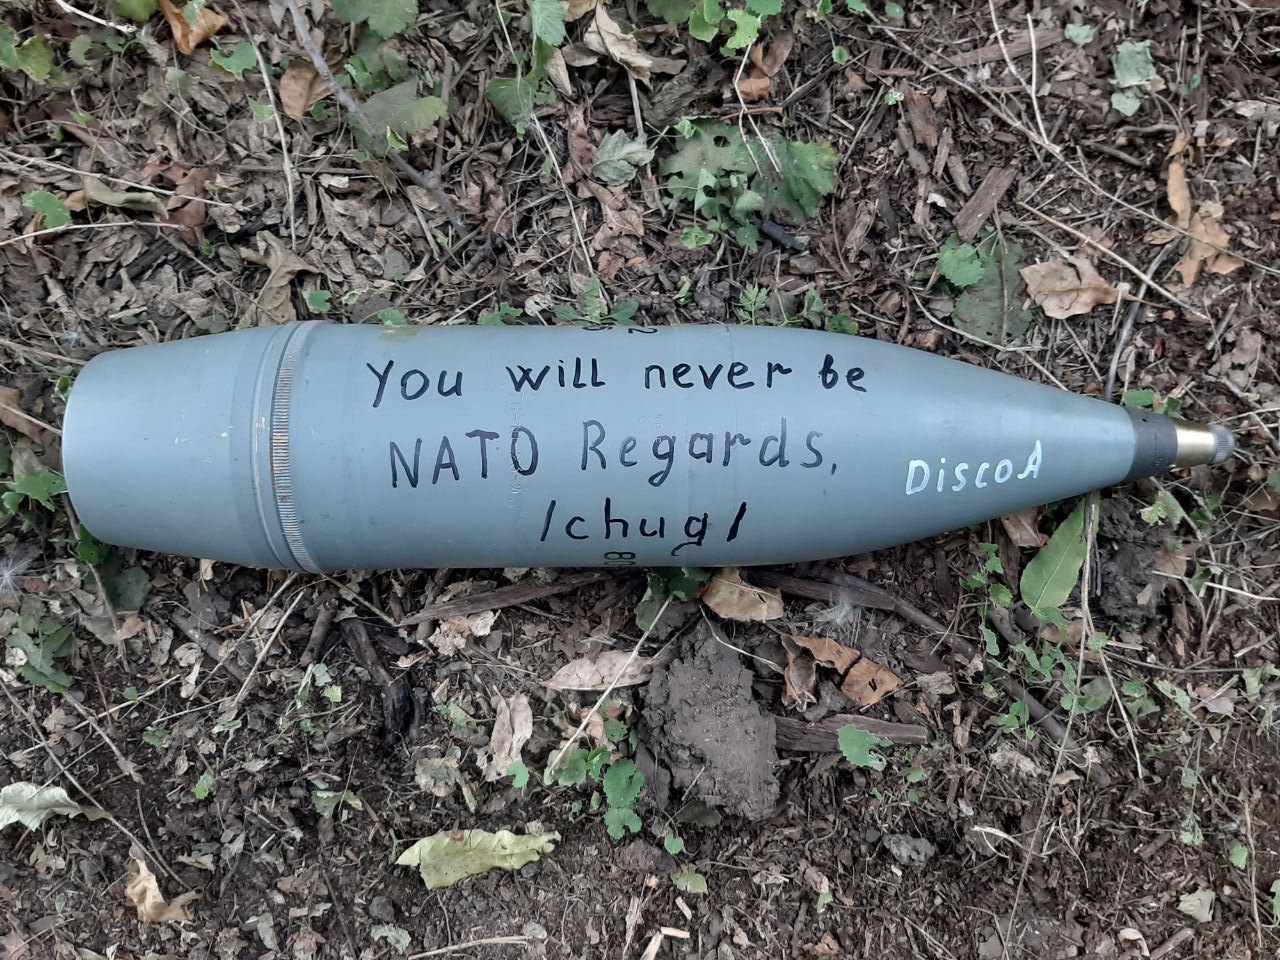 You will never be
NATO Regards,
/chug/
DiscoA